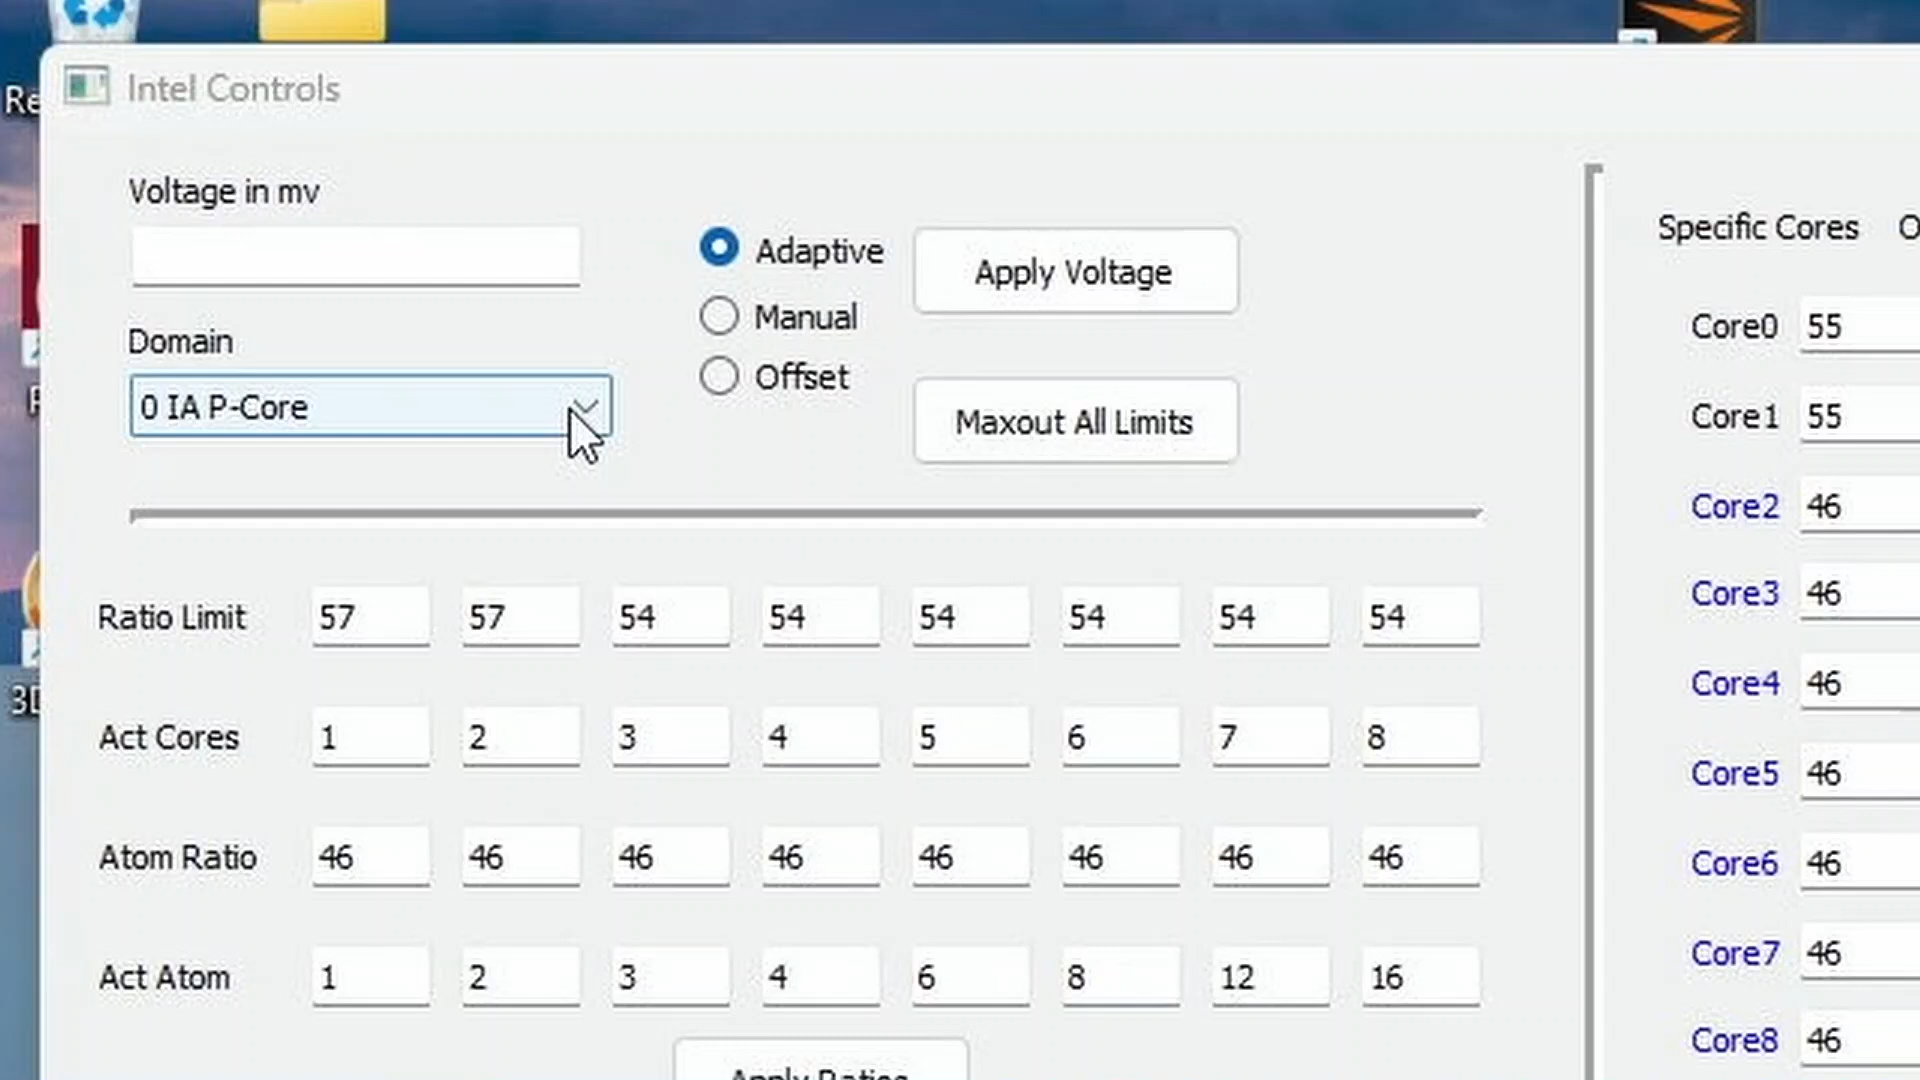 Intel Controls
Voltage in mv
Adaptive
Apply Voltage
Manual
Domain
Offset
0 IA P-Core
Maxout All Limits
Ratio Limit 57 57 54 54 54 54 54 54
Act Cores 1 2 3 4 5 6 7 8
Atom Ratio 46 46 46 46 46 46 46 46
Act Atom 1 2 3 4 6 8 12 16
Apply Ratios
Specific Cores
Core0 55
Core1 55
Core2 46
Core3 46
Core4 46
Core5 46
Core6 46
Core7 46
Core8 46
Re
3D